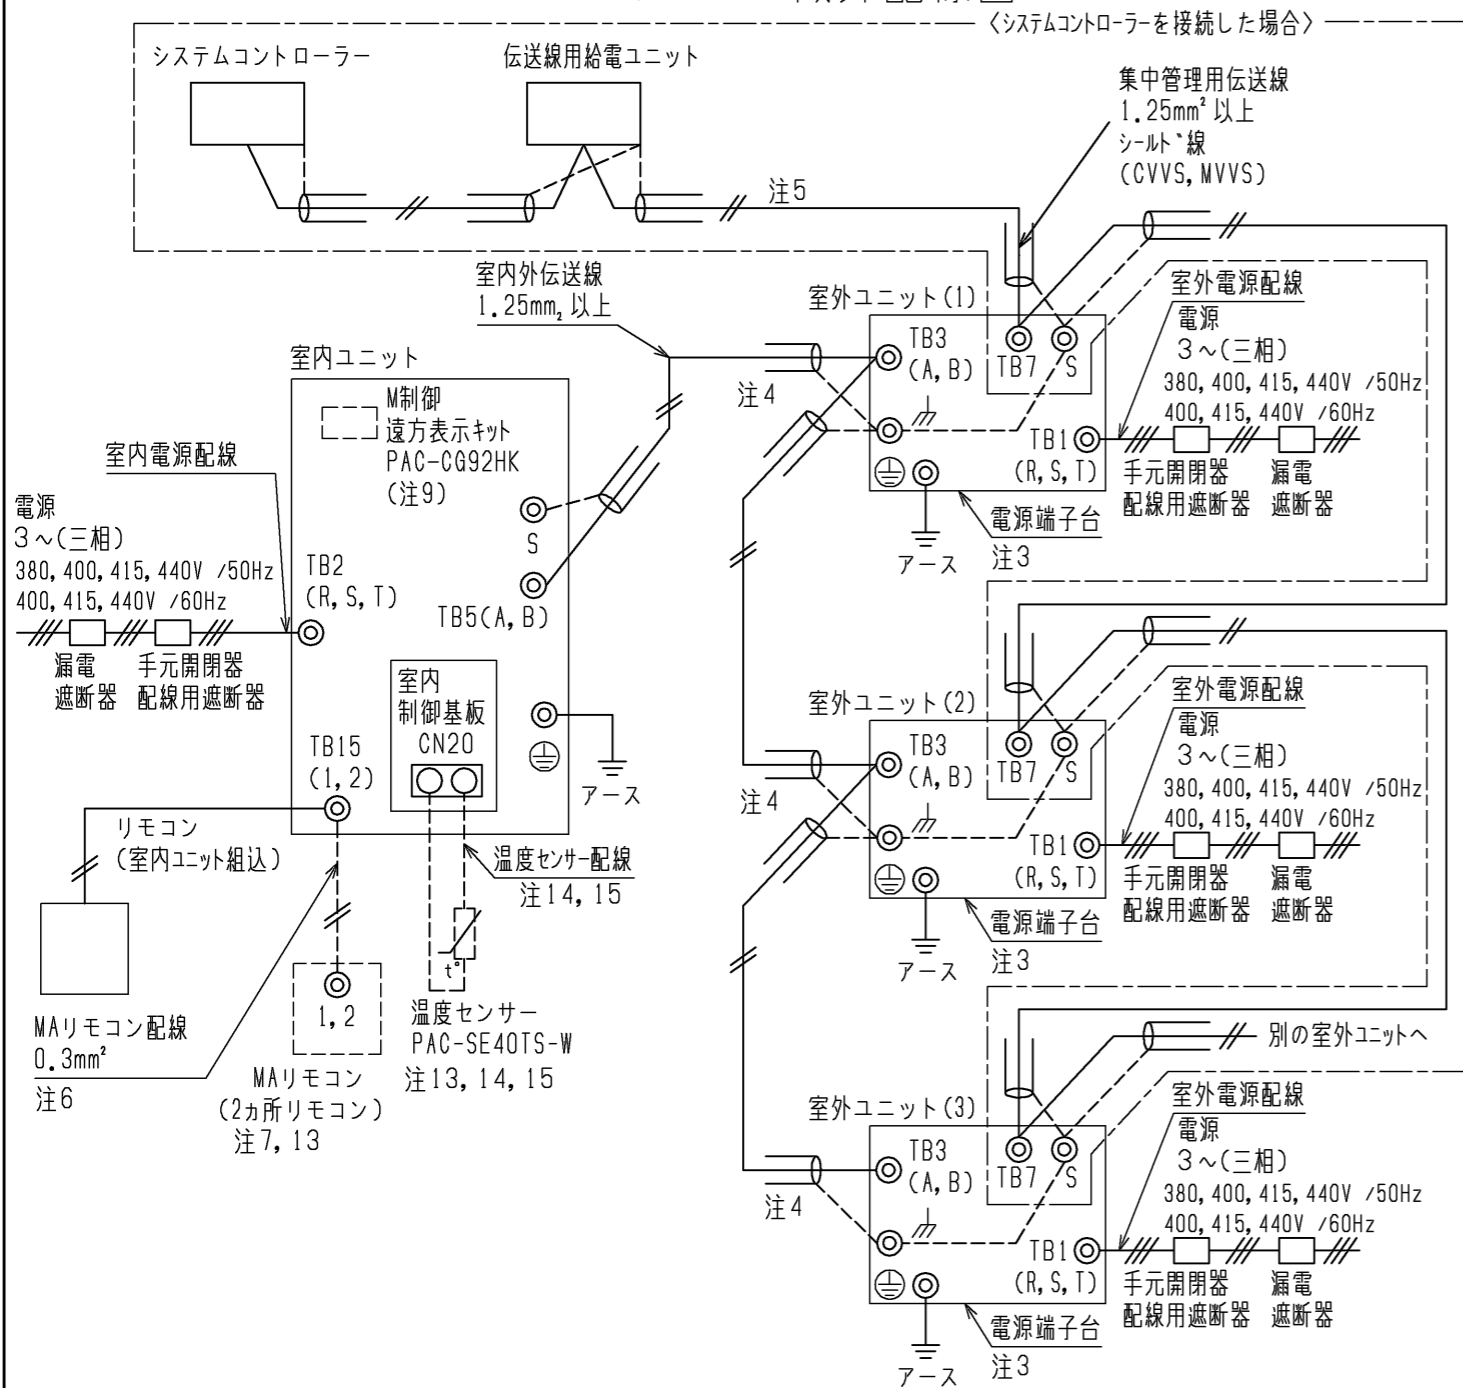 〈システムコントローラーを接続した場合〉
システムコントローラー
伝送線用給電ユニット
集中管理用伝送線
1.25mm² 以上
シールド線
(CVVS, MVVS)
注5
室内外伝送線
1.25mm₂ 以上
室内ユニット
M制御
遠方表示キット
PAC-CG92HK
(注9)
室内電源配線
電源
3～(三相)
380, 400, 415, 440V /50Hz
400, 415, 440V /60Hz
漏電
遮断器
手元開閉器
配線用遮断器
TB2
(R, S, T)
S
TB5(A, B)
室内
制御基板
CN20
TB15
(1, 2)
アース
リモコン
(室内ユニット組込)
温度センサー配線
注14, 15
MAリモコン配線
0.3mm²
注6
1, 2
MAリモコン
(2ヵ所リモコン)
注7, 13
t°
温度センサー
PAC-SE40TS-W
注13, 14, 15
室外ユニット(1)
TB3
(A, B)
TB7
S
注4
TB1
(R, S, T)
室外電源配線
電源
3～(三相)
380, 400, 415, 440V /50Hz
400, 415, 440V /60Hz
手元開閉器
配線用遮断器
漏電
遮断器
電源端子台
注3
アース
室外ユニット(2)
TB3
(A, B)
TB7
S
注4
TB1
(R, S, T)
室外電源配線
電源
3～(三相)
380, 400, 415, 440V /50Hz
400, 415, 440V /60Hz
手元開閉器
配線用遮断器
漏電
遮断器
電源端子台
注3
アース
別の室外ユニットへ
室外ユニット(3)
TB3
(A, B)
TB7
S
注4
TB1
(R, S, T)
室外電源配線
電源
3～(三相)
380, 400, 415, 440V /50Hz
400, 415, 440V /60Hz
手元開閉器
配線用遮断器
漏電
遮断器
電源端子台
注3
アース